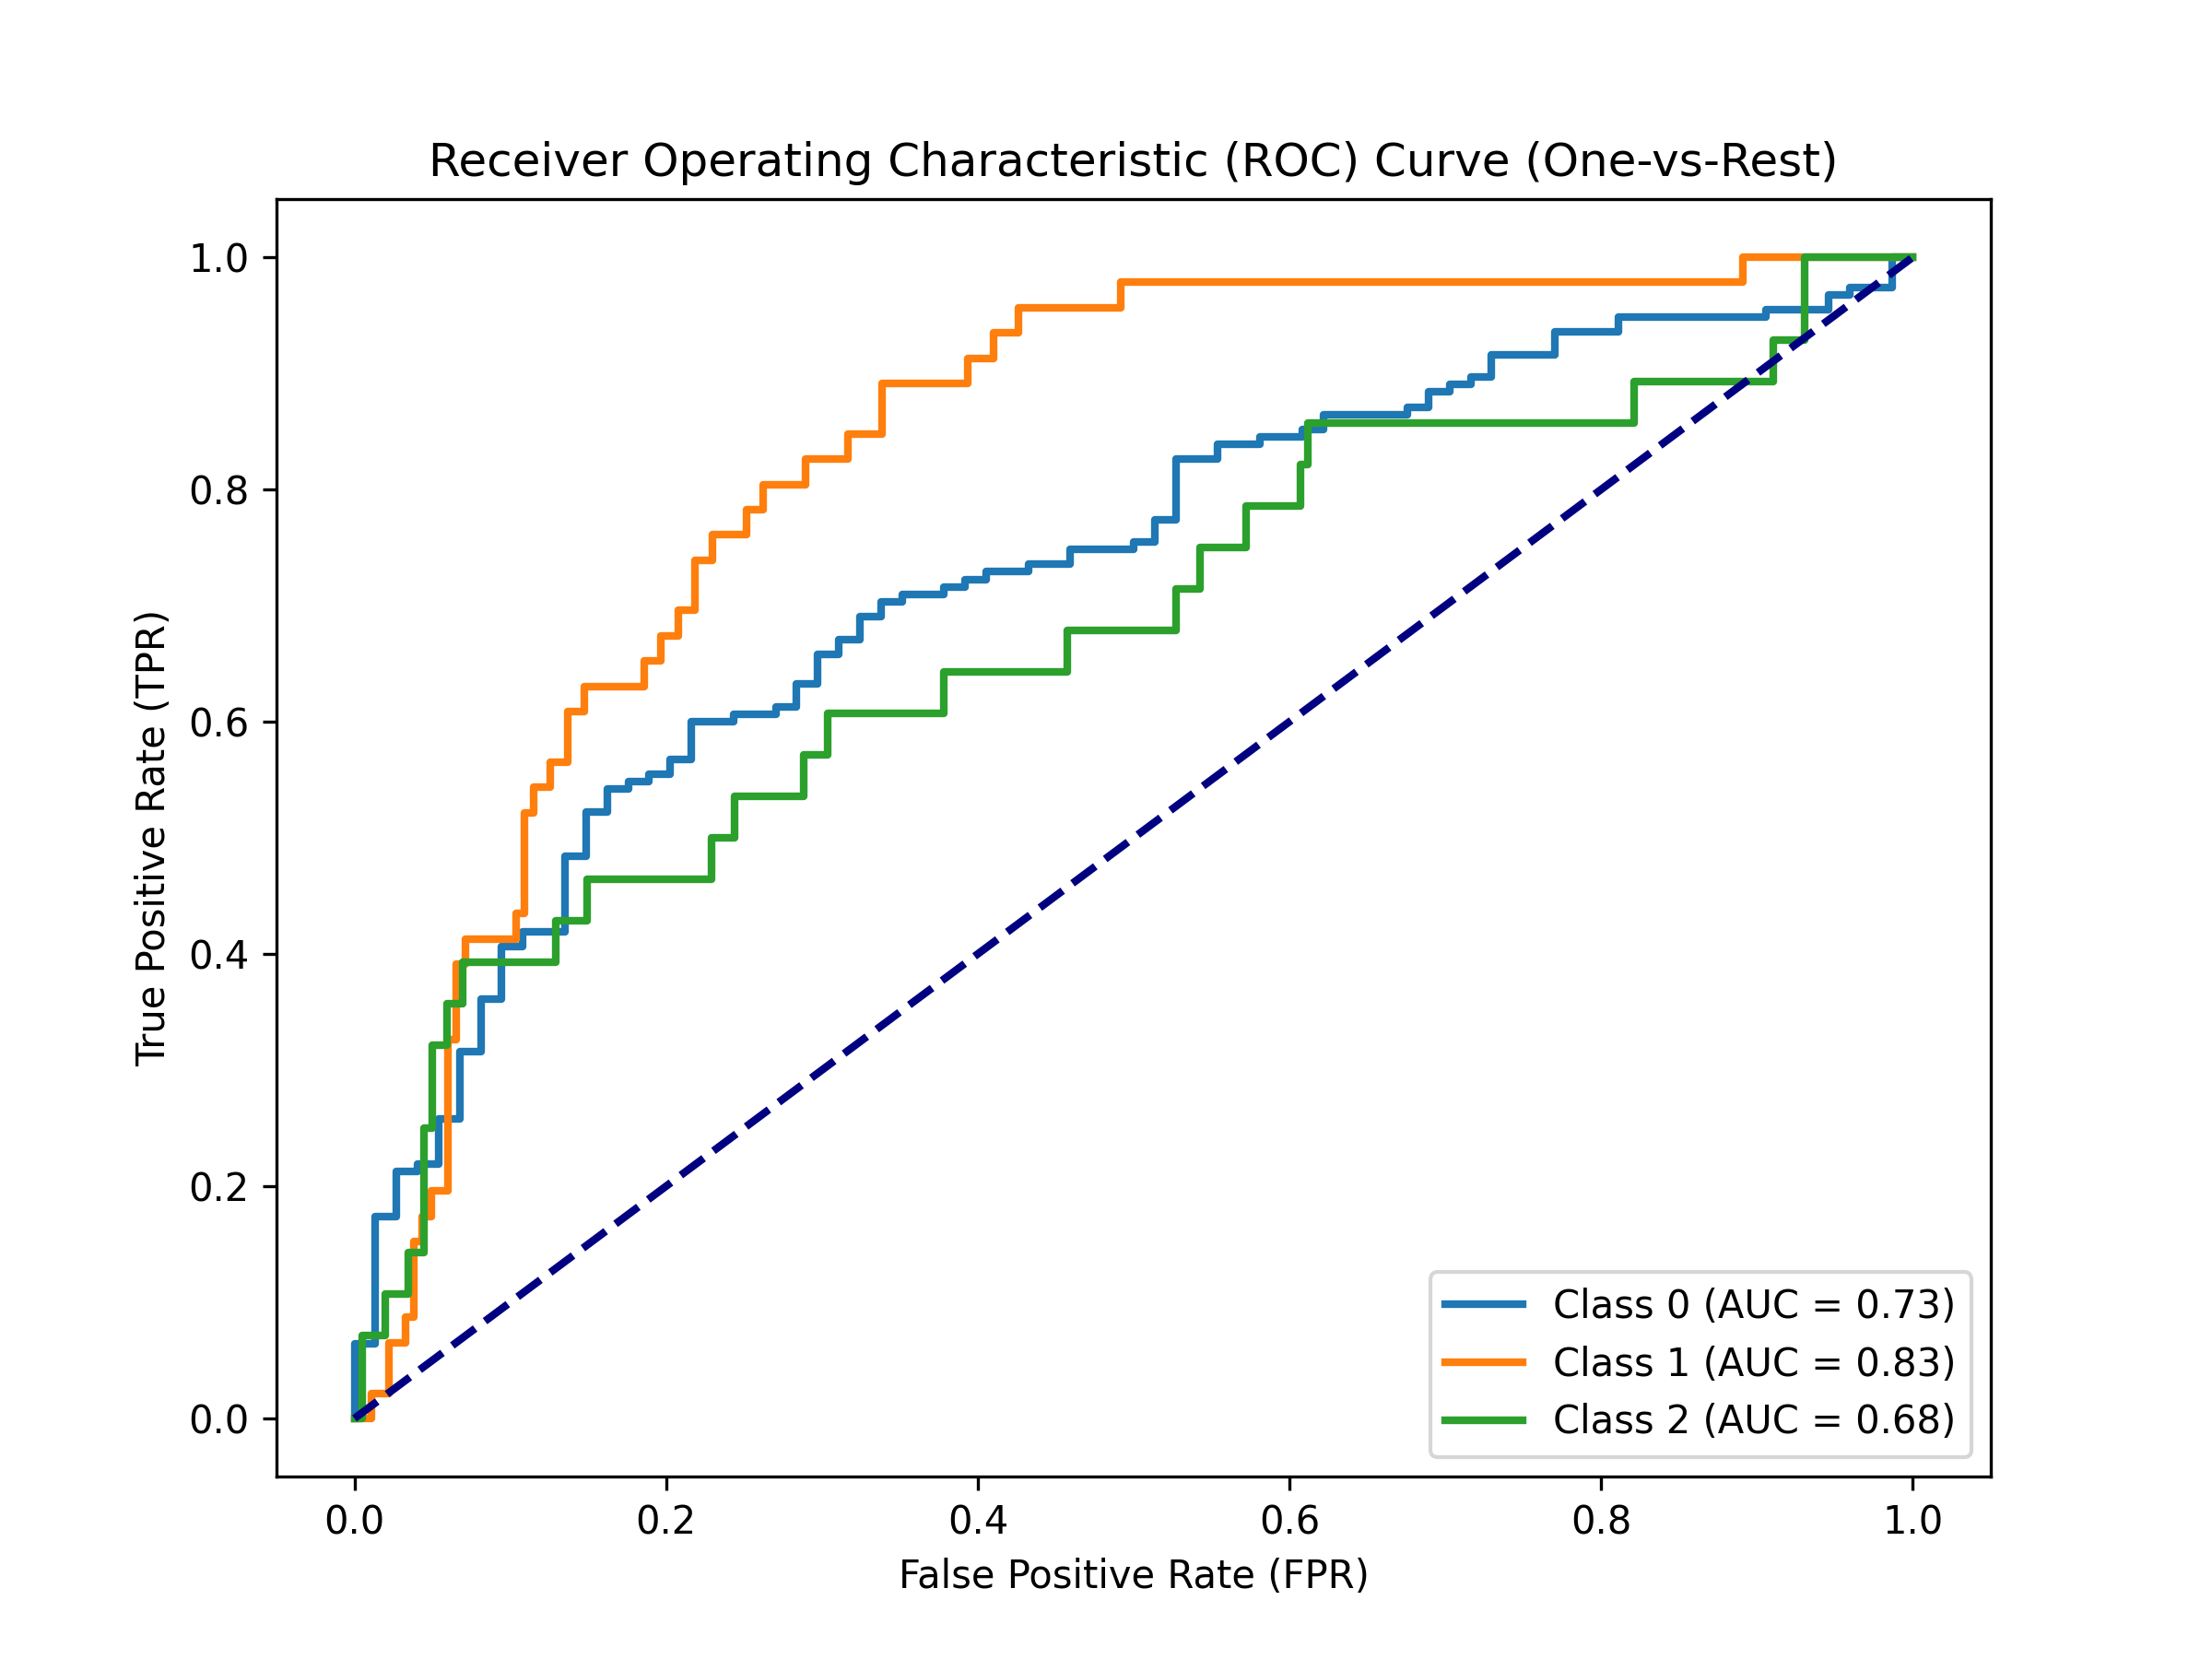 Receiver Operating Characteristic (ROC) Curve (One-vs-Rest)
True Positive Rate (TPR)
1.0
0.8
0.6
0.4
0.2
0.0
Class 0 (AUC = 0.73)
Class 1 (AUC = 0.83)
Class 2 (AUC = 0.68)
0.0 0.2 0.4 0.6 0.8 1.0
False Positive Rate (FPR)